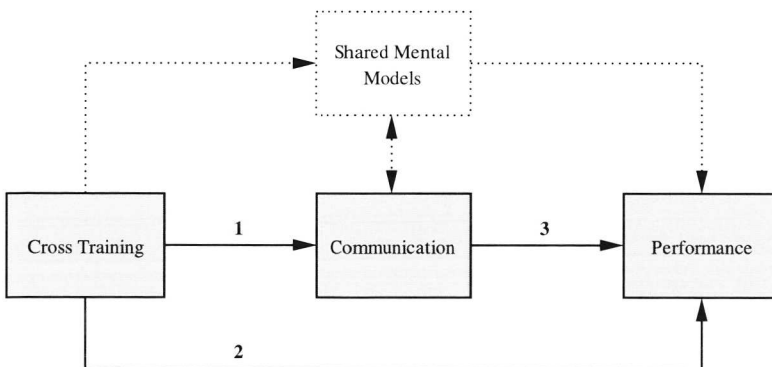 Shared Mental
Models
Cross Training
1
Communication
3
Performance
2